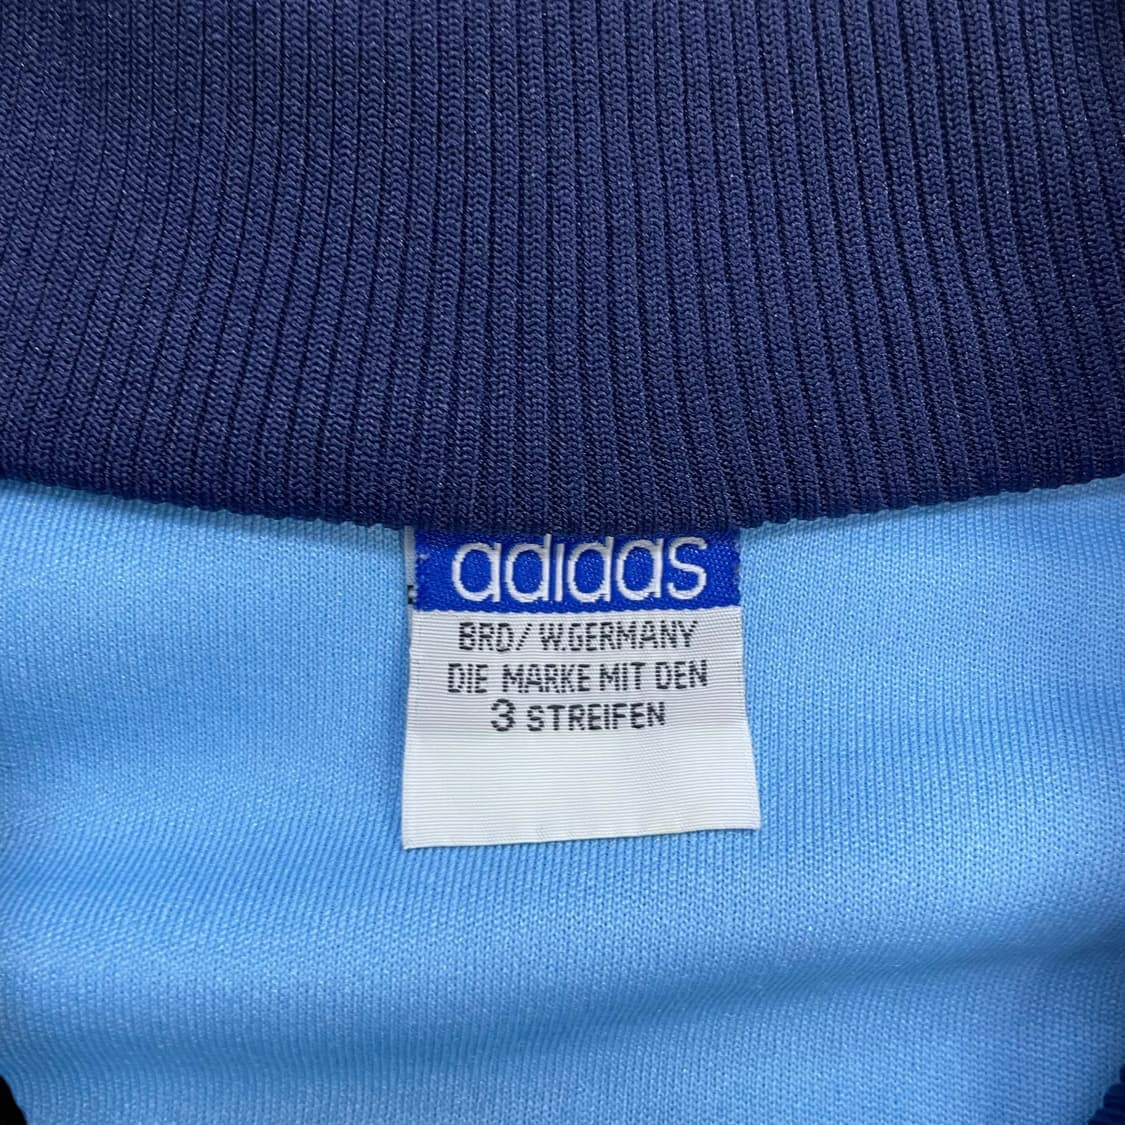 adidas
BRD/W.GERMANY
DIE MARKE MIT DEN
3 STREIFEN